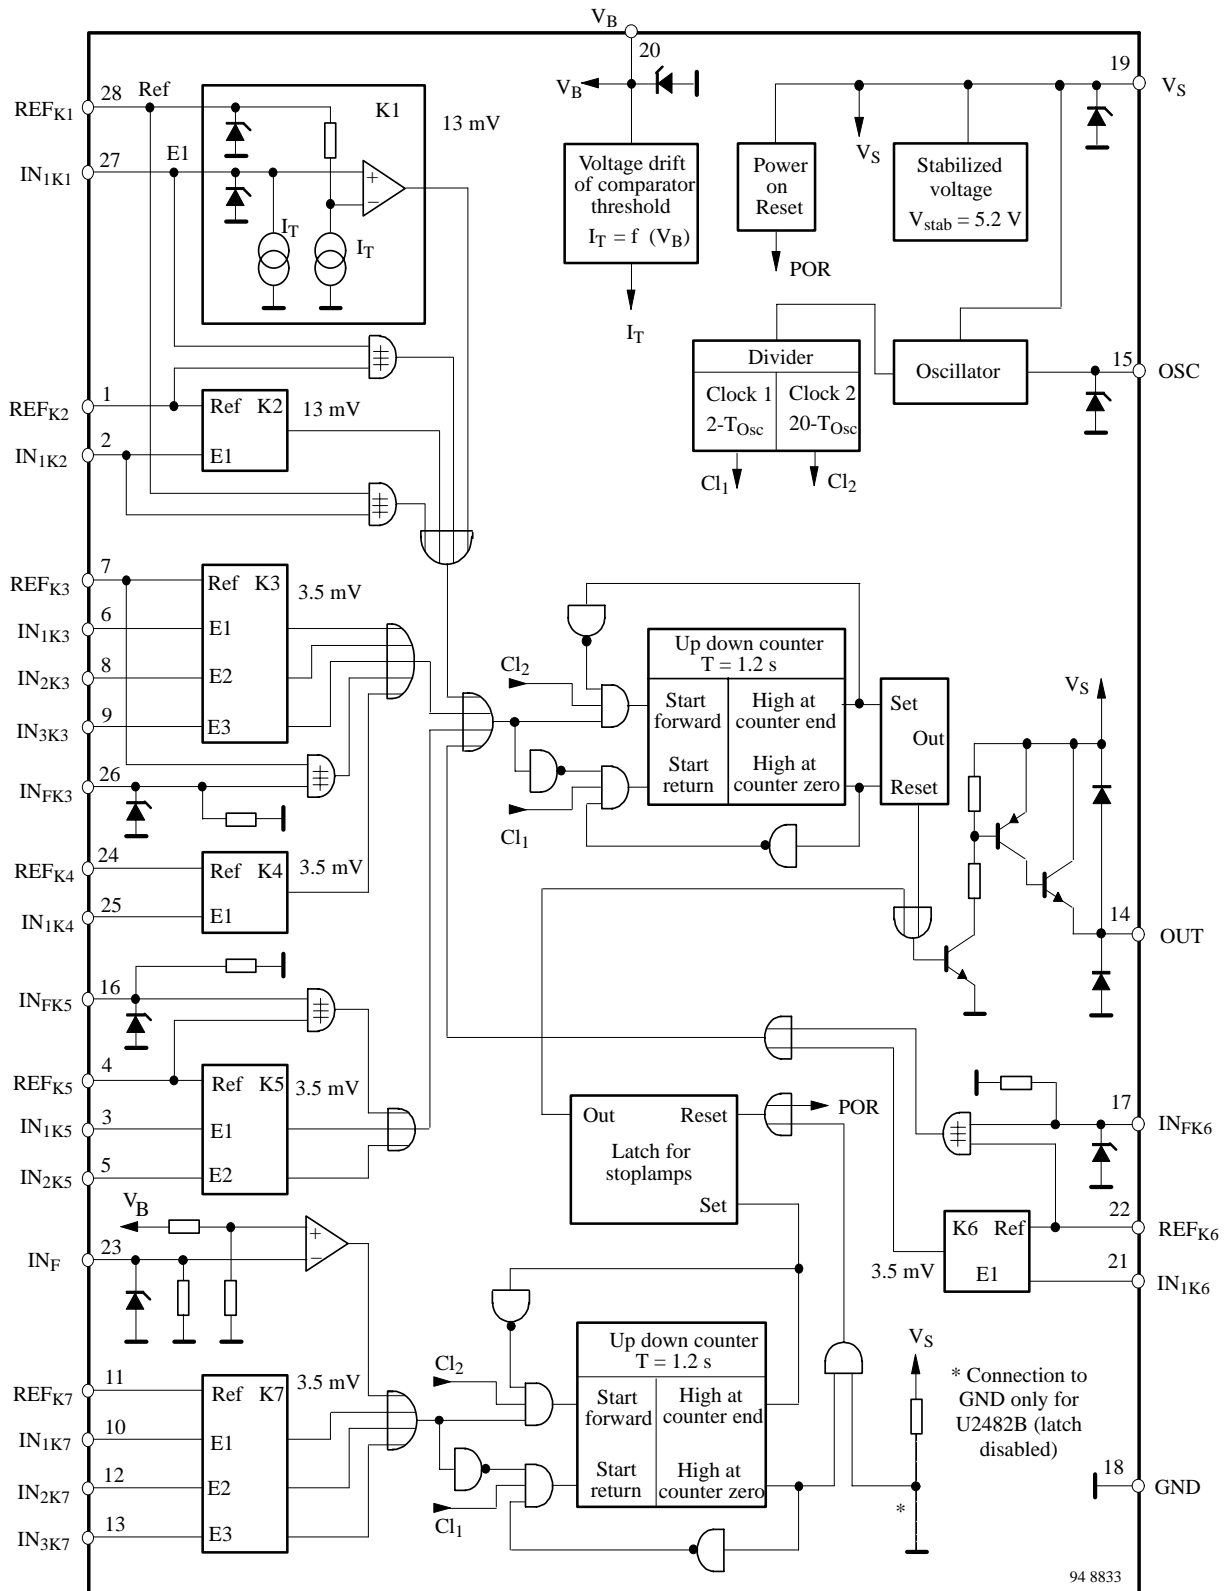 V_B
20
19
V_S
28
Ref
REF_K1
K1
13 mV
V_B
27
E1
IN_1K1
+
−
I_T
I_T
Voltage drift
of comparator
threshold
I_T = f (V_B)
I_T
Power
on
Reset
POR
V_S
Stabilized
voltage
V_stab = 5.2 V
Divider
Clock 1
2-T_Osc
Clock 2
20-T_Osc
Cl_1
Cl_2
Oscillator
15
OSC
1
REF_K2
Ref
K2
13 mV
2
IN_1K2
E1
7
REF_K3
Ref
K3
3.5 mV
6
IN_1K3
E1
8
IN_2K3
E2
9
IN_3K3
E3
26
IN_FK3
24
REF_K4
Ref
K4
3.5 mV
25
IN_1K4
E1
Cl_2
Cl_1
Up down counter
T = 1.2 s
Start
forward
High at
counter end
Start
return
High at
counter zero
Set
Out
Reset
V_S
14
OUT
16
IN_FK5
4
REF_K5
Ref
K5
3.5 mV
3
IN_1K5
E1
5
IN_2K5
E2
Out
Reset
Latch for
stoplamps
Set
POR
17
IN_FK6
22
REF_K6
K6
Ref
3.5 mV
E1
21
IN_1K6
V_B
23
IN_F
+
−
11
REF_K7
Ref
K7
3.5 mV
10
IN_1K7
E1
12
IN_2K7
E2
13
IN_3K7
E3
Cl_2
Cl_1
Up down counter
T = 1.2 s
Start
forward
High at
counter end
Start
return
High at
counter zero
V_S
* Connection to
GND only for
U2482B (latch
disabled)
*
18
GND
94 8833